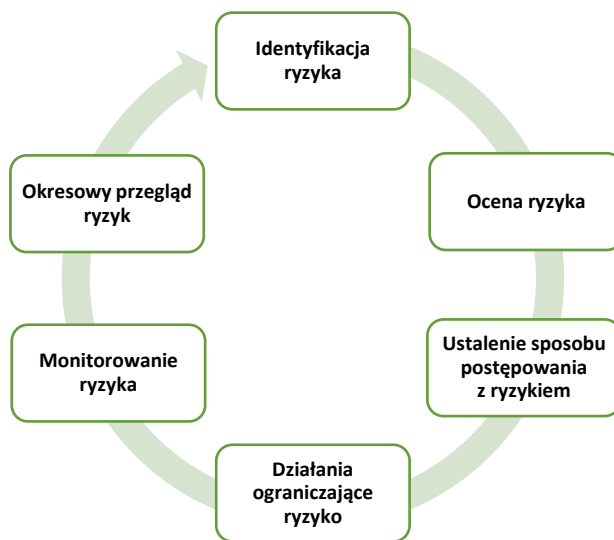 Identyfikacja
ryzyka
Ocena ryzyka
Ustalenie sposobu
postępowania
z ryzykiem
Działania
ograniczające
ryzyko
Monitorowanie
ryzyka
Okresowy przegląd
ryzyk